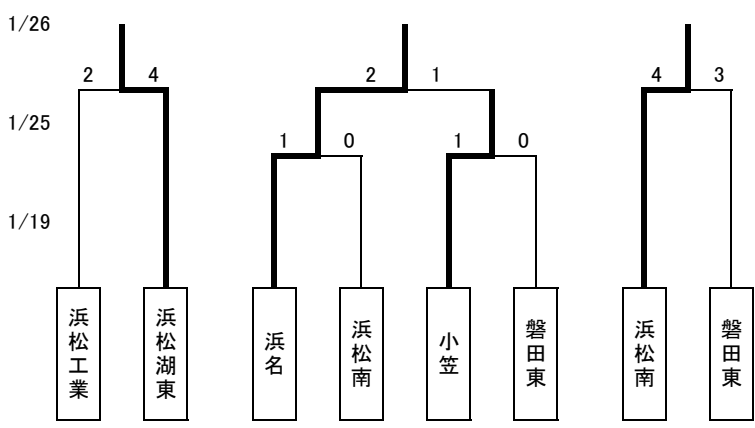 1/26
2 4
2 1
4 3
1/25
1 0
1 0
1/19
浜松工業
浜松湖東
浜名
浜松南
小笠
磐田東
浜松南
磐田東